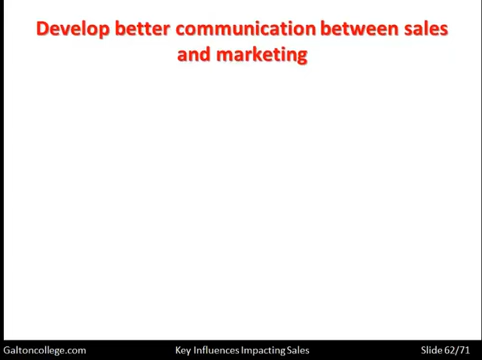 Develop better communication between sales
and marketing
Galtoncollege.com
Key Influences Impacting Sales
Slide 62/71